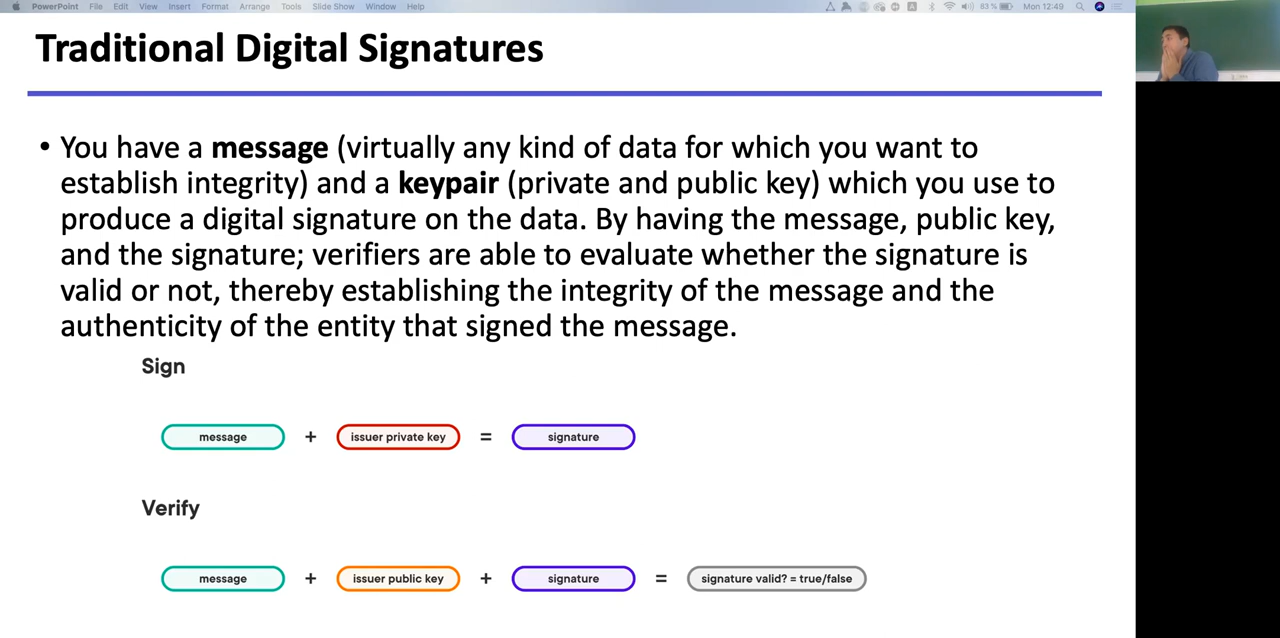 PowerPoint File Edit View Insert Format Arrange Tools Slide Show Window Help 83 % Mon 12:49
Traditional Digital Signatures
• You have a message (virtually any kind of data for which you want to
establish integrity) and a keypair (private and public key) which you use to
produce a digital signature on the data. By having the message, public key,
and the signature; verifiers are able to evaluate whether the signature is
valid or not, thereby establishing the integrity of the message and the
authenticity of the entity that signed the message.
Sign
message + issuer private key = signature
Verify
message + issuer public key + signature = signature valid? = true/false